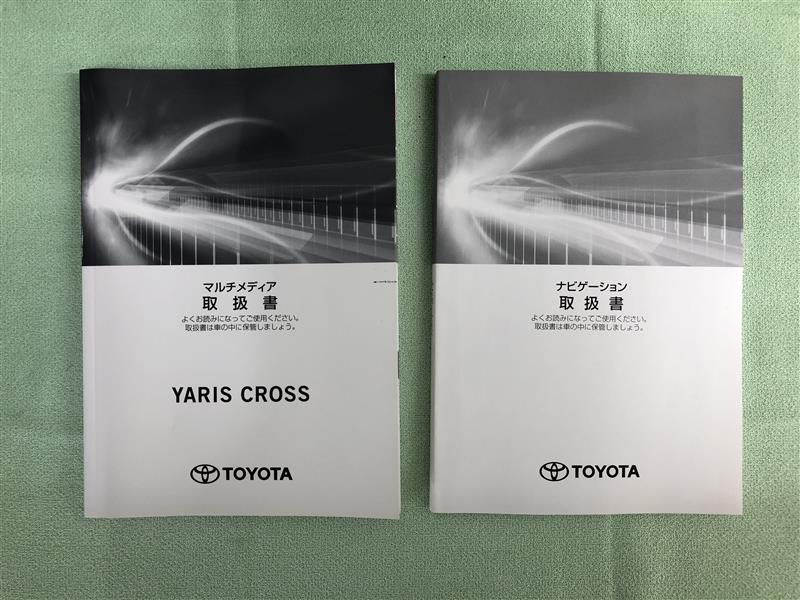 マルチメディア
取扱書
よくお読みになってご使用ください。
取扱書は車の中に保管しましょう。
YARIS CROSS
TOYOTA
ナビゲーション
取扱書
よくお読みになってご使用ください。
取扱書は車の中に保管しましょう。
TOYOTA